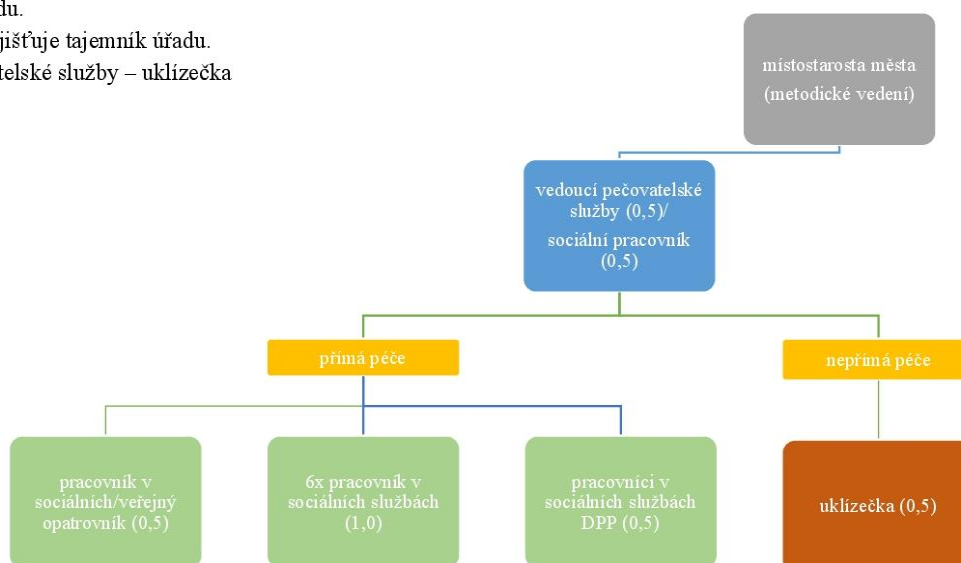 du.
jišťuje tajemník úřadu.
telské služby – uklízečka
místostarosta města
(metodické vedení)
vedoucí pečovatelské
služby (0,5)/
sociální pracovník
(0,5)
přímá péče
nepřímá péče
pracovník v
sociálních/veřejný
opatrovník (0,5)
6x pracovník v
sociálních službách
(1,0)
pracovníci v
sociálních službách
DPP (0,5)
uklízečka (0,5)